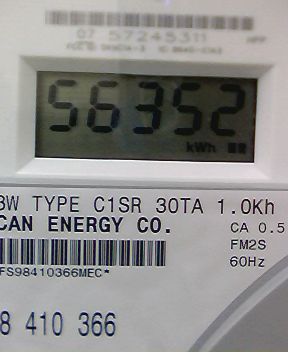 07 57245311
56352
kWh
3W TYPE C1SR 30TA 1.0Kh
CAN ENERGY CO.
CA 0.5
FM2S
FS98410366MEC*
60Hz
8 410 366